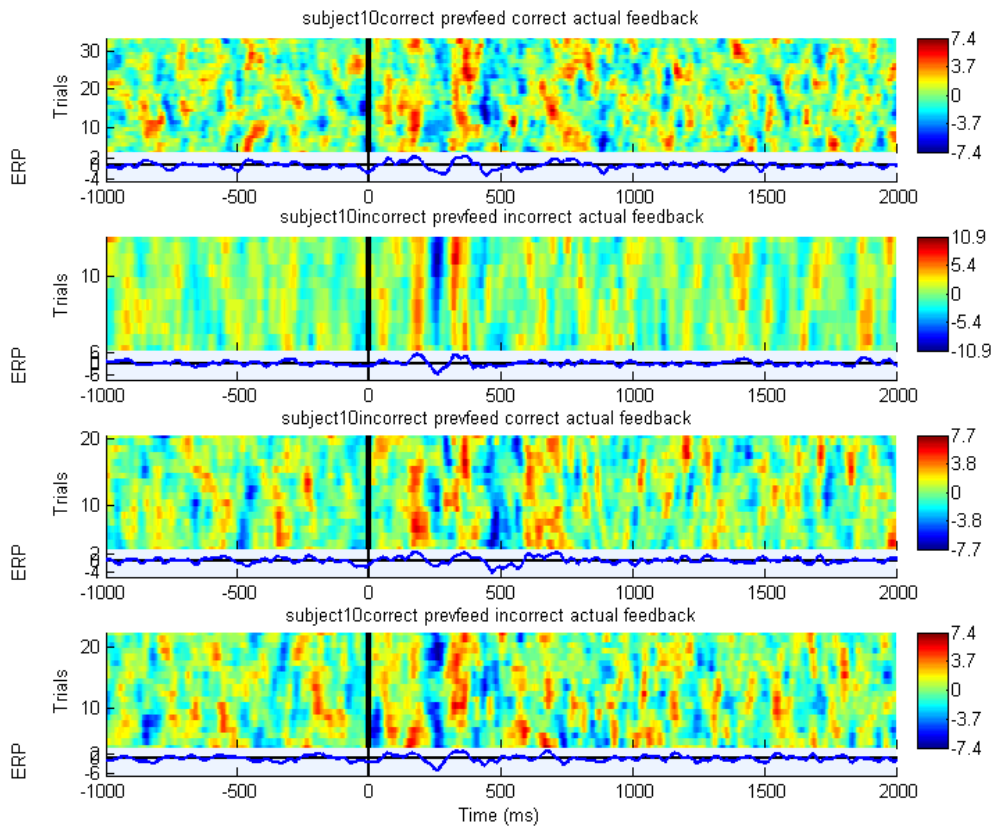 subject10correct prevfeed correct actual feedback
Trials
30
20
10
7.4
3.7
0
-3.7
-7.4
ERP
-4
-1000 -500 0 500 1000 1500 2000
subject10incorrect prevfeed incorrect actual feedback
Trials
10
10.9
5.4
0
-5.4
-10.9
ERP
6
-6
-1000 -500 0 500 1000 1500 2000
subject10incorrect prevfeed correct actual feedback
Trials
20
10
7.7
3.8
0
-3.8
-7.7
ERP
-4
-1000 -500 0 500 1000 1500 2000
subject10correct prevfeed incorrect actual feedback
Trials
20
10
7.4
3.7
0
-3.7
-7.4
ERP
-6
-1000 -500 0 500 1000 1500 2000
Time (ms)